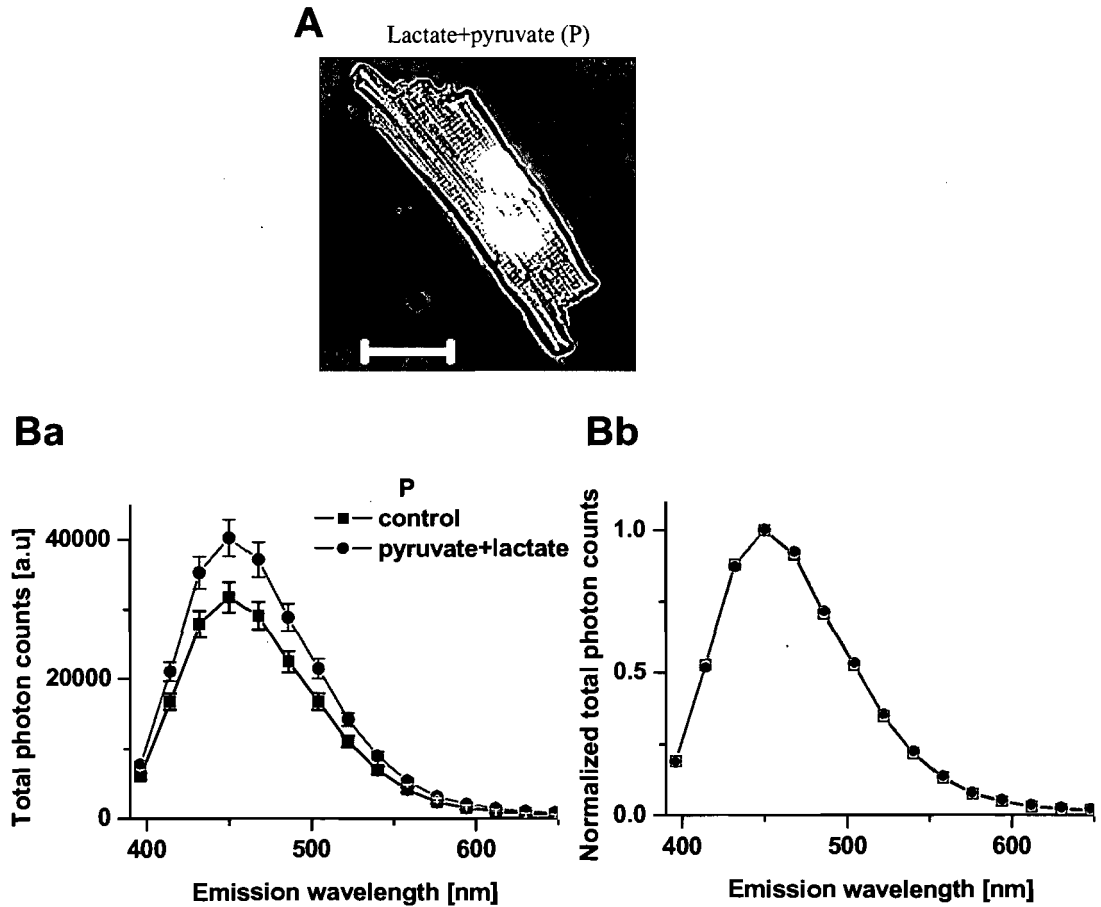 A
Lactate+pyruvate (P)
Ba
P
control
pyruvate+lactate
Total photon counts [a.u]
40000
20000
0
400
500
600
Emission wavelength [nm]
Bb
Normalized total photon counts
1.0
0.5
0.0
400
500
600
Emission wavelength [nm]